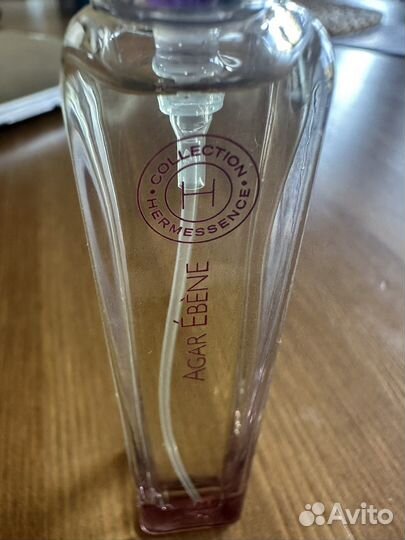 COLLECTION
H
HERMESSENCE
AGAR ÉBÈNE
Avito